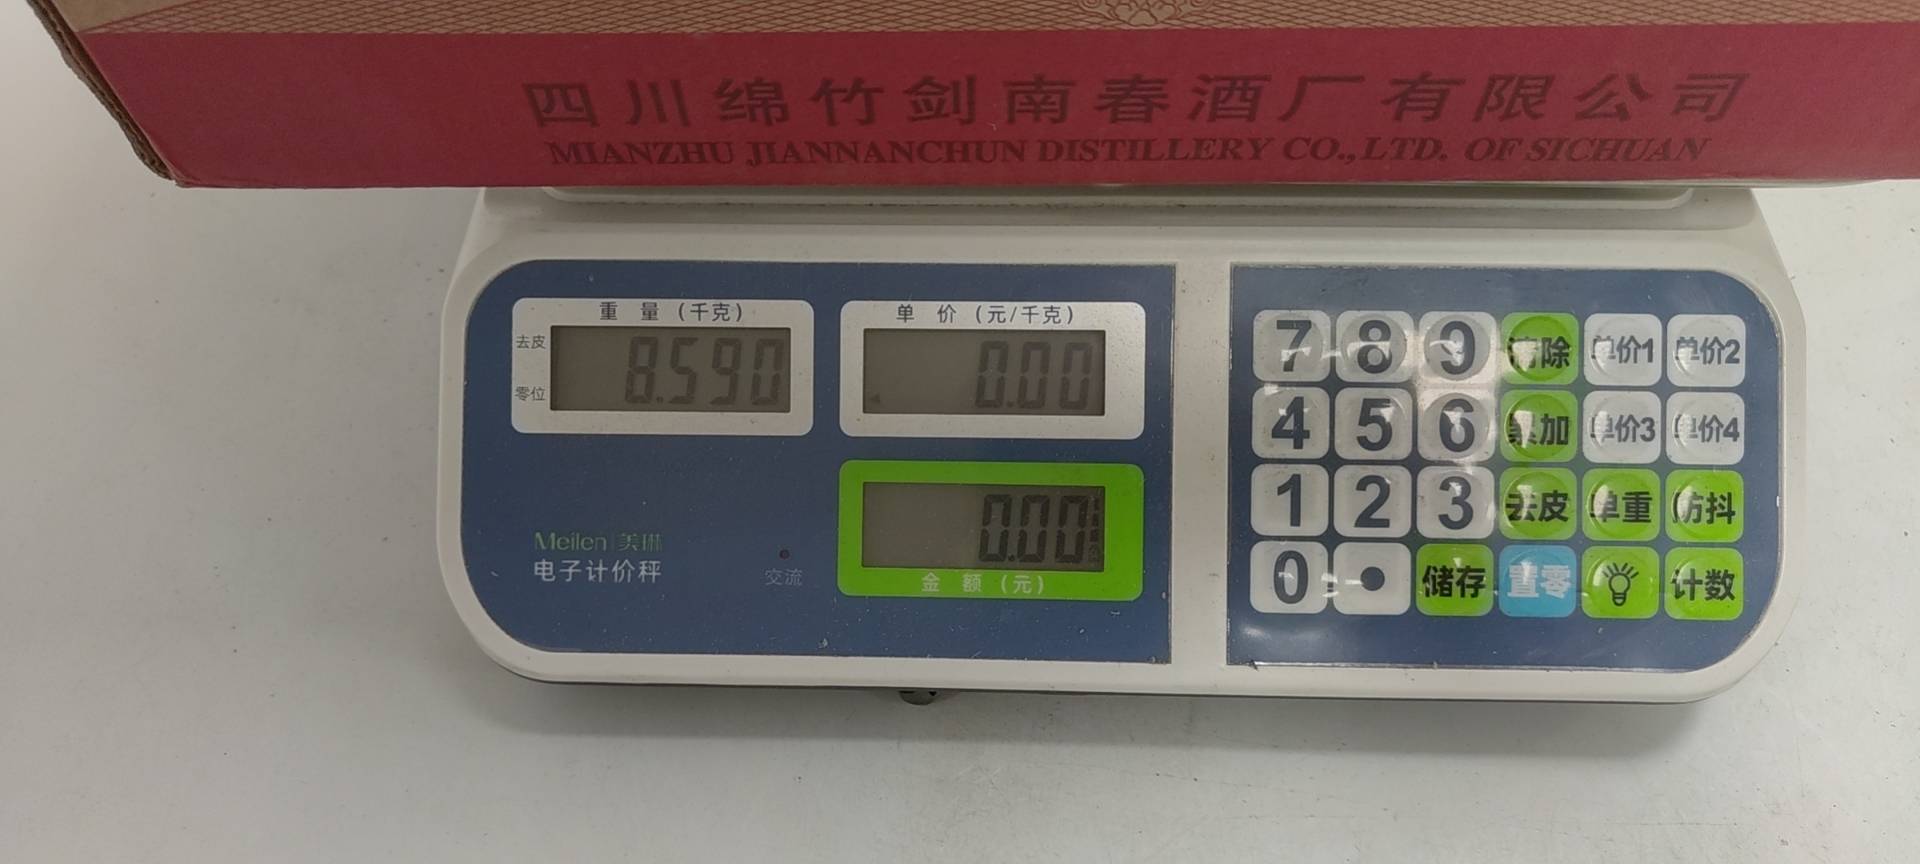 四川绵竹剑南春酒厂有限公司
MIANZHU JIANNANCHUN DISTILLERY CO.,LTD. OF SICHUAN
重 量 (千克)
去皮
零位
8.590
单 价 (元/千克)
0.00
0.00
金 额 (元)
Meilen 美琳
电子计价秤
交流
7 8 9 清除 单价1 单价2
4 5 6 累加 单价3 单价4
1 2 3 去皮 单重 防抖
0 • 储存 置零 计数